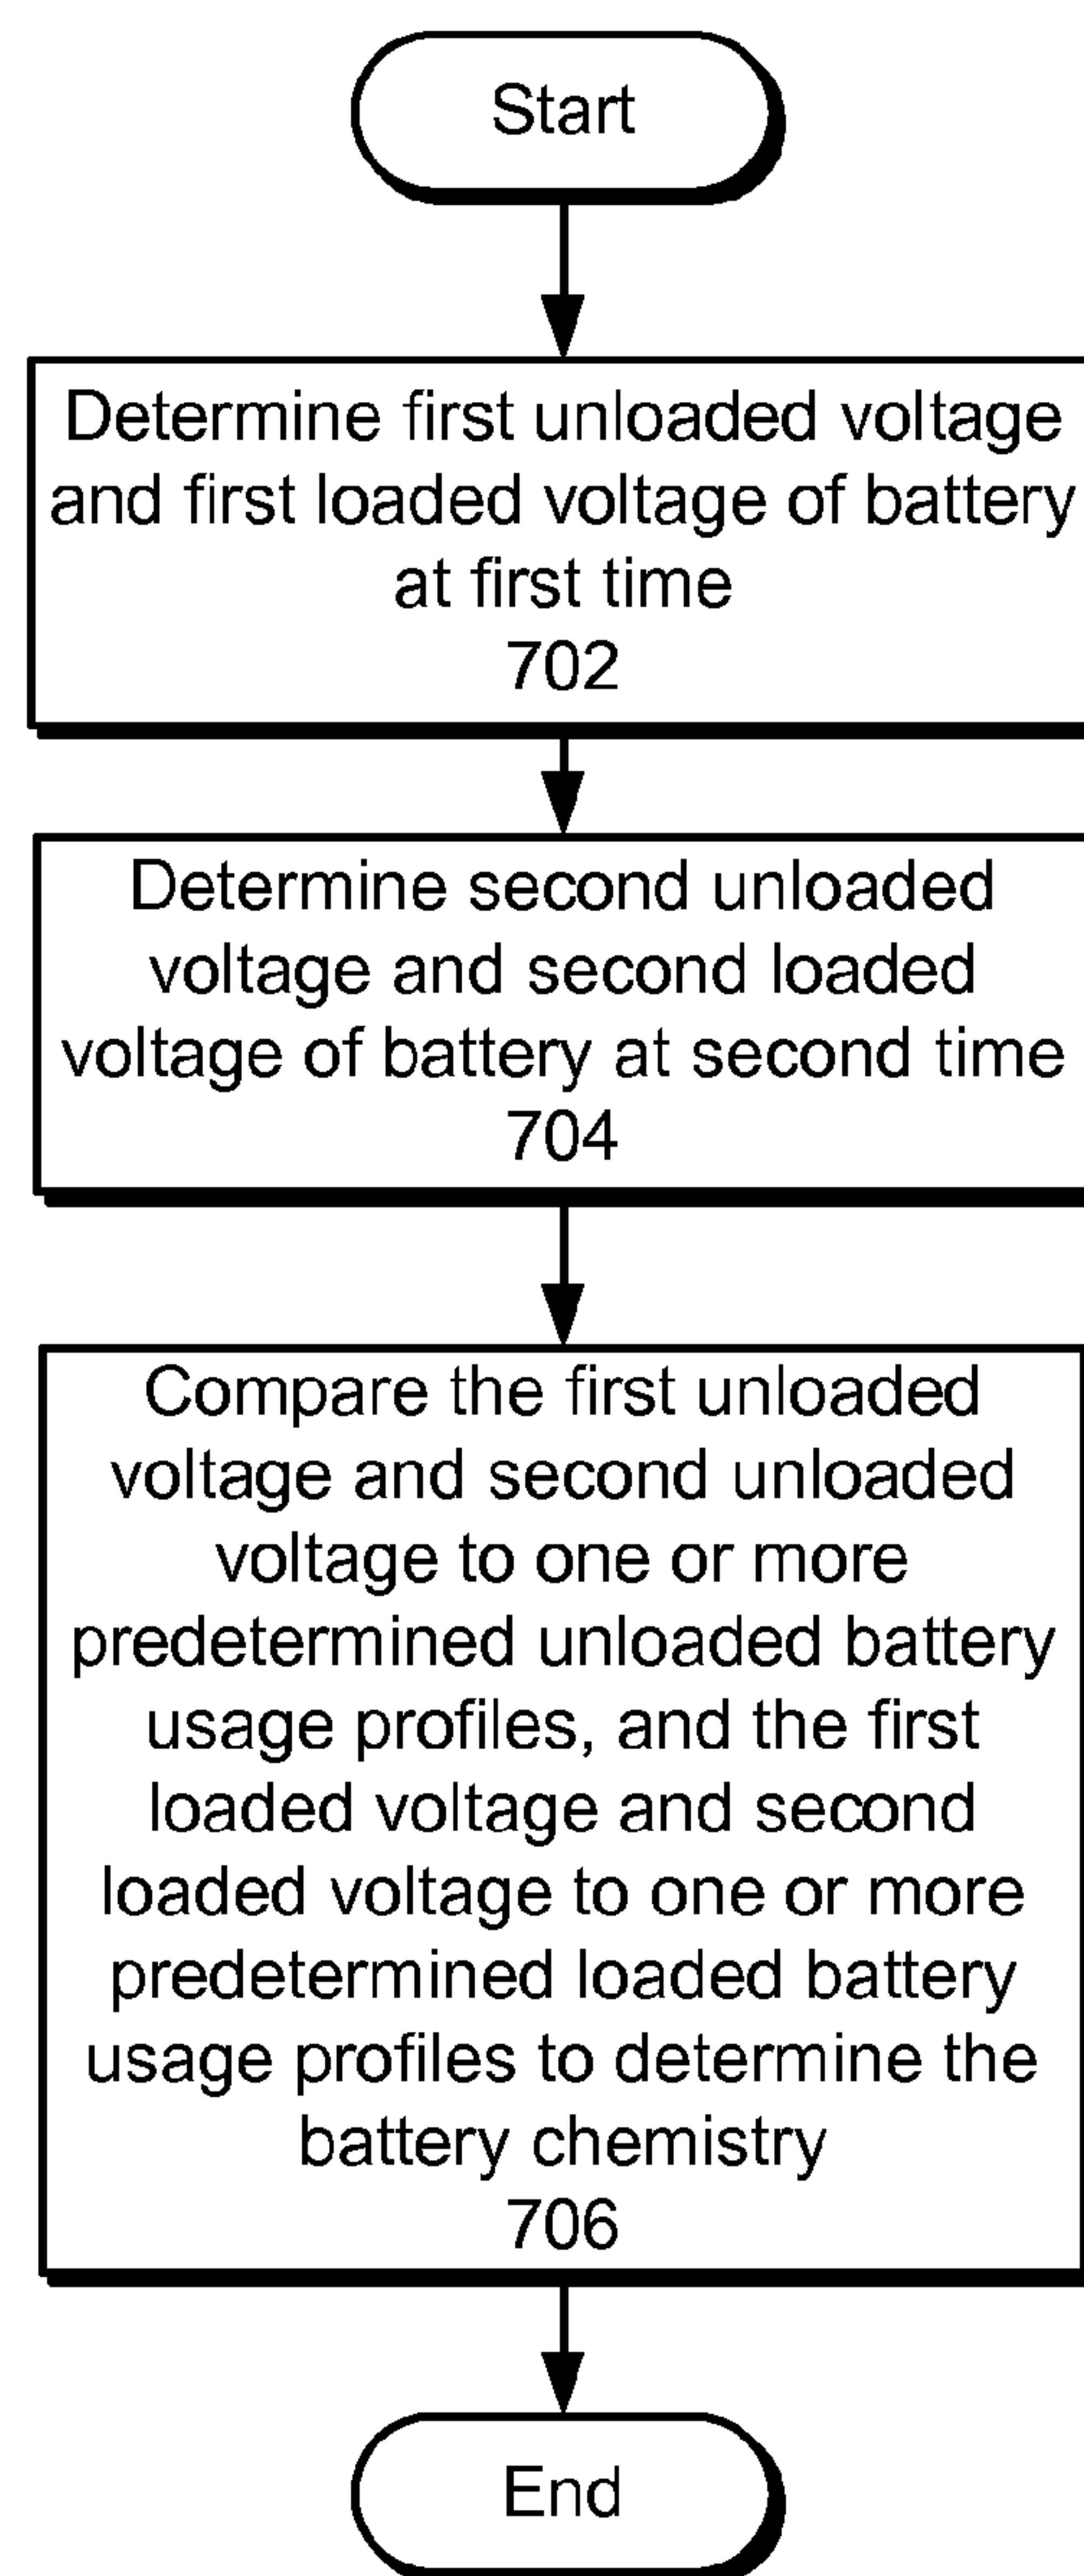 Start
Determine first unloaded voltage
and first loaded voltage of battery
at first time
702
Determine second unloaded
voltage and second loaded
voltage of battery at second time
704
Compare the first unloaded
voltage and second unloaded
voltage to one or more
predetermined unloaded battery
usage profiles, and the first
loaded voltage and second
loaded voltage to one or more
predetermined loaded battery
usage profiles to determine the
battery chemistry
706
End